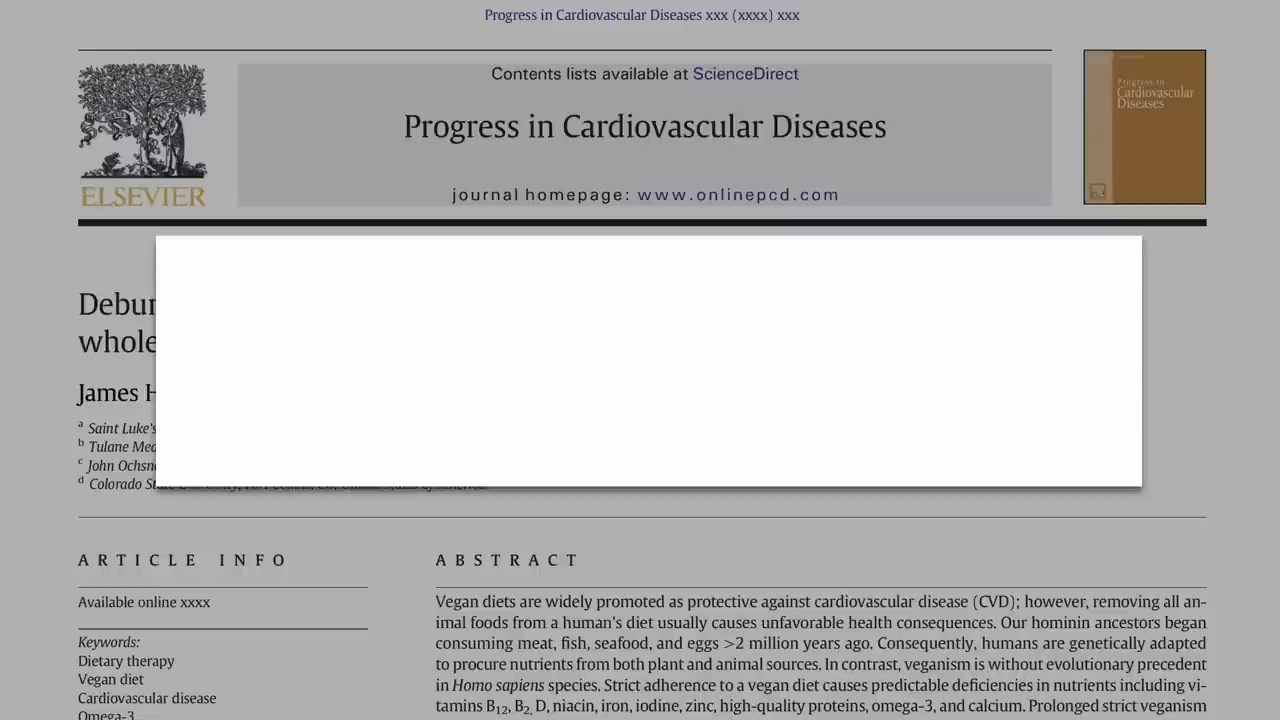 Progress in Cardiovascular Diseases xxx (xxxx) xxx
Contents lists available at ScienceDirect
Progress in Cardiovascular Diseases
journal homepage: www.onlinepcd.com
ELSEVIER
Progress in
Cardiovascular
Diseases
Debun
whole
James H
a Saint Luke's
b Tulane Med
c John Ochsn
d Colorado St
ARTICLE INFO
Available online xxxx
Keywords:
Dietary therapy
Vegan diet
Cardiovascular disease
Omega-3
ABSTRACT
Vegan diets are widely promoted as protective against cardiovascular disease (CVD); however, removing all an-
imal foods from a human's diet usually causes unfavorable health consequences. Our hominin ancestors began
consuming meat, fish, seafood, and eggs >2 million years ago. Consequently, humans are genetically adapted
to procure nutrients from both plant and animal sources. In contrast, veganism is without evolutionary precedent
in Homo sapiens species. Strict adherence to a vegan diet causes predictable deficiencies in nutrients including vi-
tamins B12, B2, D, niacin, iron, iodine, zinc, high-quality proteins, omega-3, and calcium. Prolonged strict veganism